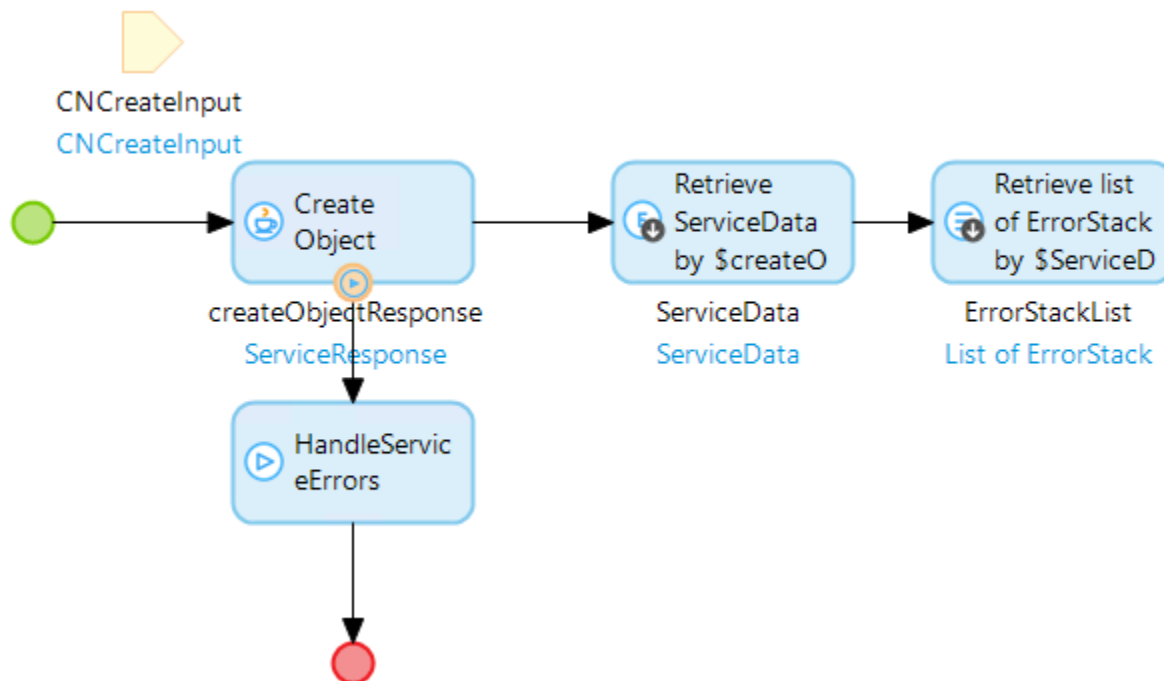 CNCreateInput
CNCreateInput
Create
Object
createObjectResponse
ServiceResponse
Retrieve
ServiceData
by $createO
ServiceData
ServiceData
Retrieve list
of ErrorStack
by $ServiceD
ErrorStackList
List of ErrorStack
HandleServic
eErrors